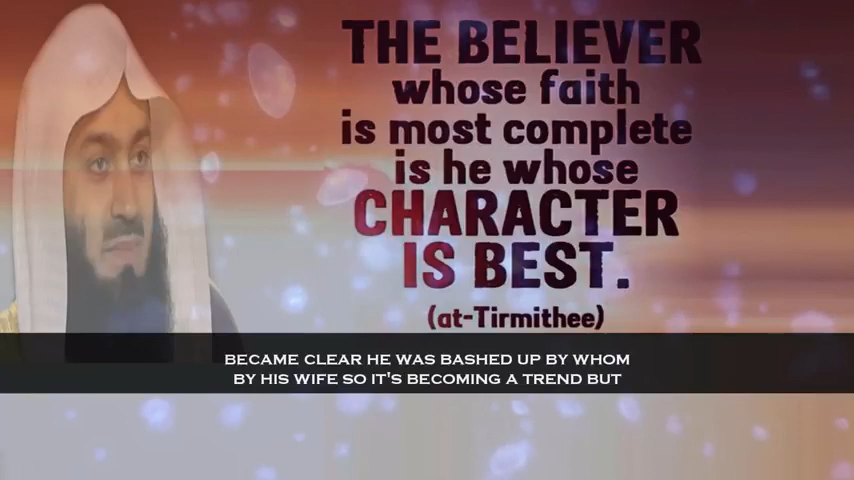 THE BELIEVER
whose faith
is most complete
is he whose
CHARACTER
IS BEST.
(at-Tirmithee)
BECAME CLEAR HE WAS BASHED UP BY WHOM
BY HIS WIFE SO IT'S BECOMING A TREND BUT